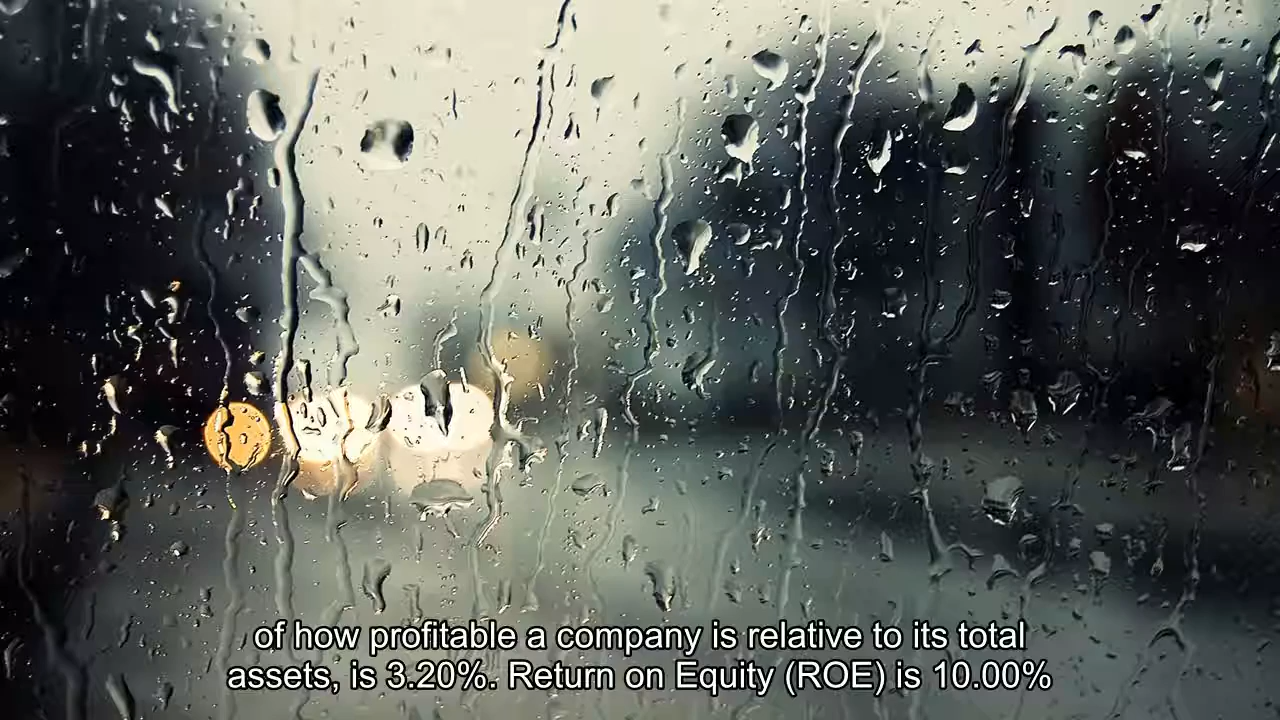 of how profitable a company is relative to its total
assets, is 3.20%. Return on Equity (ROE) is 10.00%